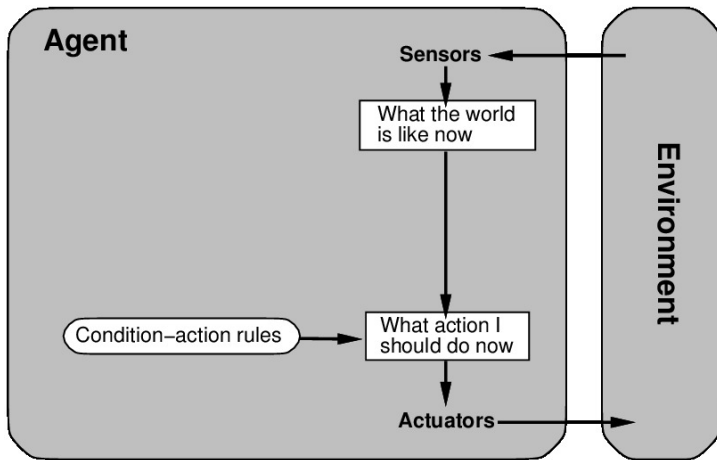 Agent
Sensors
What the world
is like now
Environment
Condition–action rules
What action I
should do now
Actuators